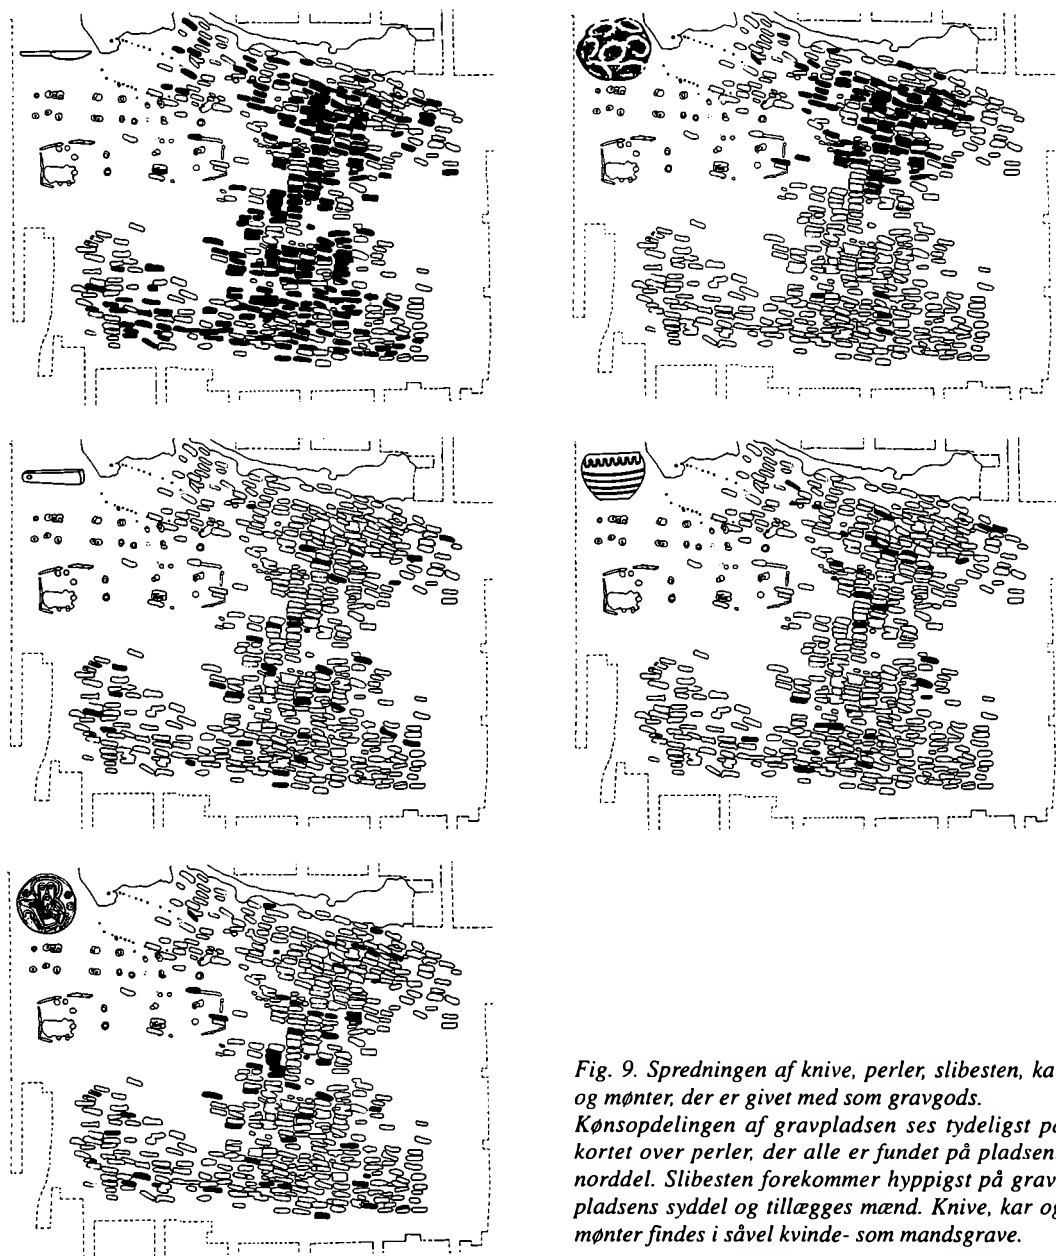 Fig. 9. Spredningen af knive, perler, slibesten, ka
og mønter, der er givet med som gravgods.
Kønsopdelingen af gravpladsen ses tydeligst på
kortet over perler, der alle er fundet på pladsen
norddel. Slibesten forekommer hyppigst på grav-
pladsens syddel og tillægges mænd. Knive, kar og
mønter findes i såvel kvinde- som mandsgrave.